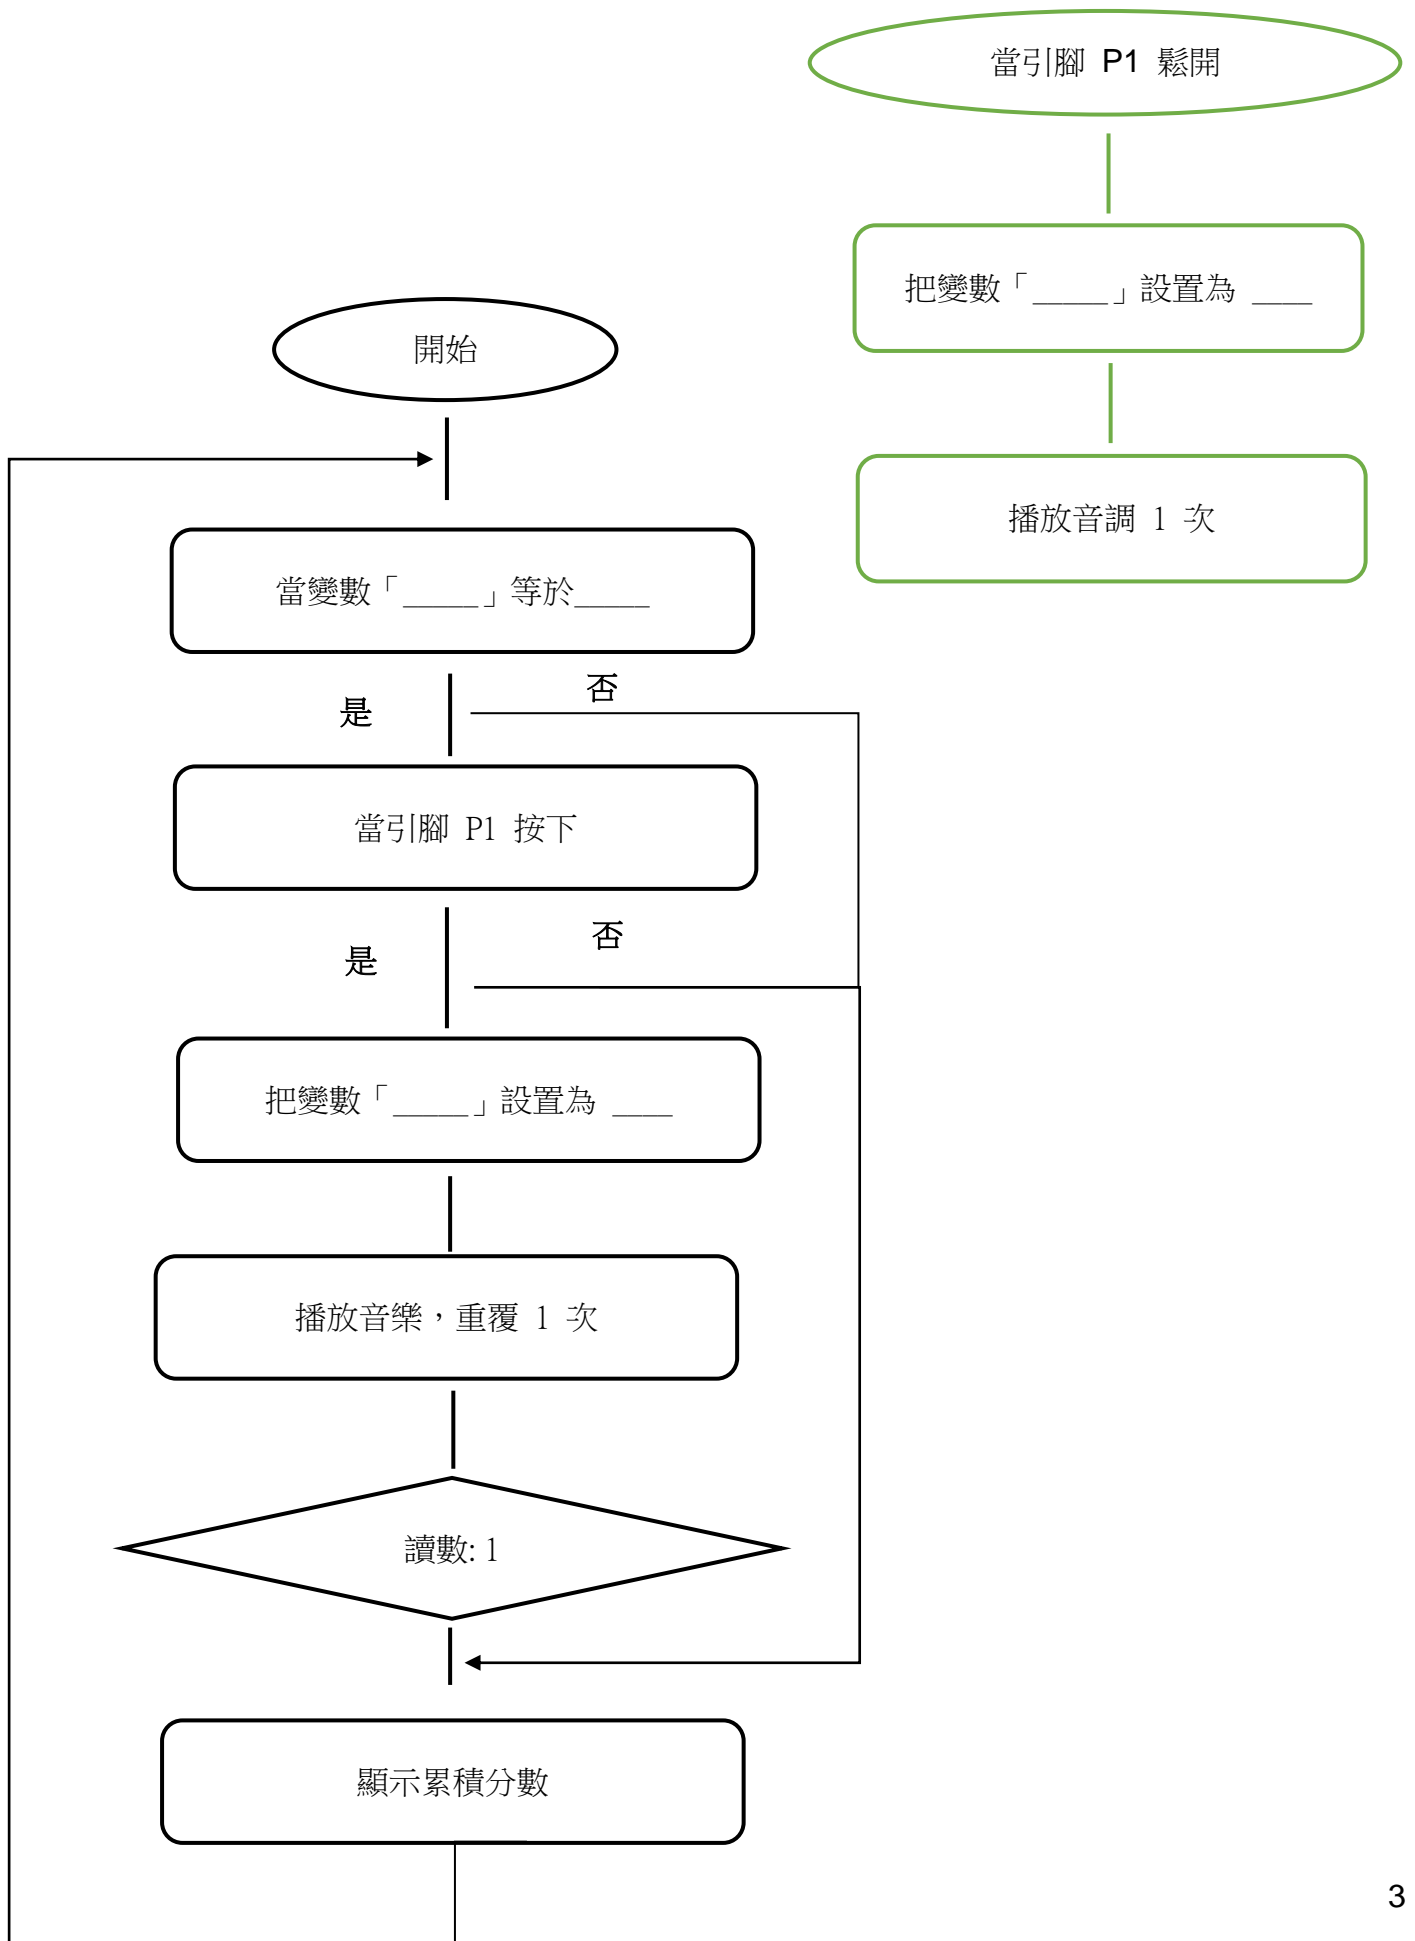 當引腳 P1 鬆開
把變數「_____」設置為 ____
播放音調 1 次
開始
當變數「_____」等於_____
是
否
當引腳 P1 按下
是
否
把變數「_____」設置為 ____
播放音樂，重覆 1 次
讀數: 1
顯示累積分數
3